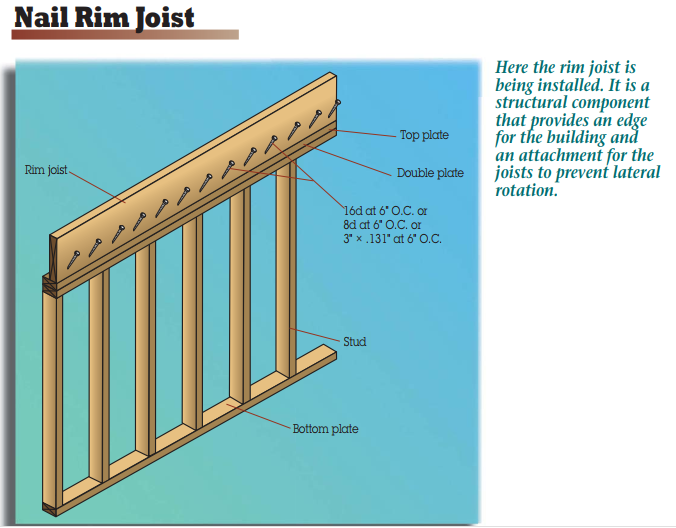 Nail Rim Joist
Here the rim joist is
being installed. It is a
structural component
that provides an edge
for the building and
an attachment for the
joists to prevent lateral
rotation.
Top plate
Rim joist
Double plate
16d at 6" O.C. or
8d at 6" O.C. or
3" × .131" at 6" O.C.
Stud
Bottom plate